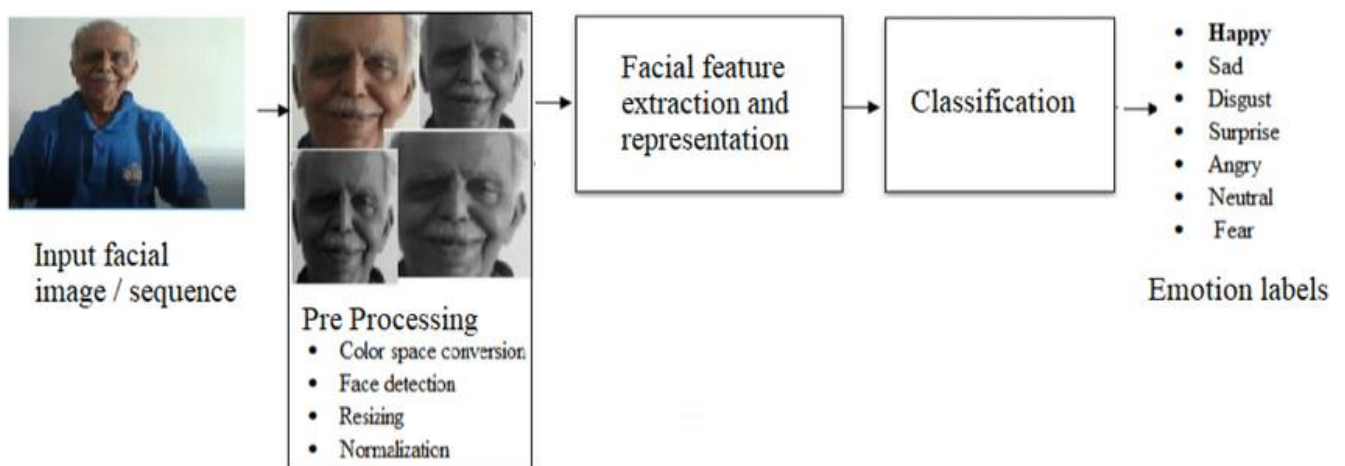 Input facial
image / sequence
Pre Processing
• Color space conversion
• Face detection
• Resizing
• Normalization
Facial feature
extraction and
representation
Classification
• Happy
• Sad
• Disgust
• Surprise
• Angry
• Neutral
• Fear
Emotion labels